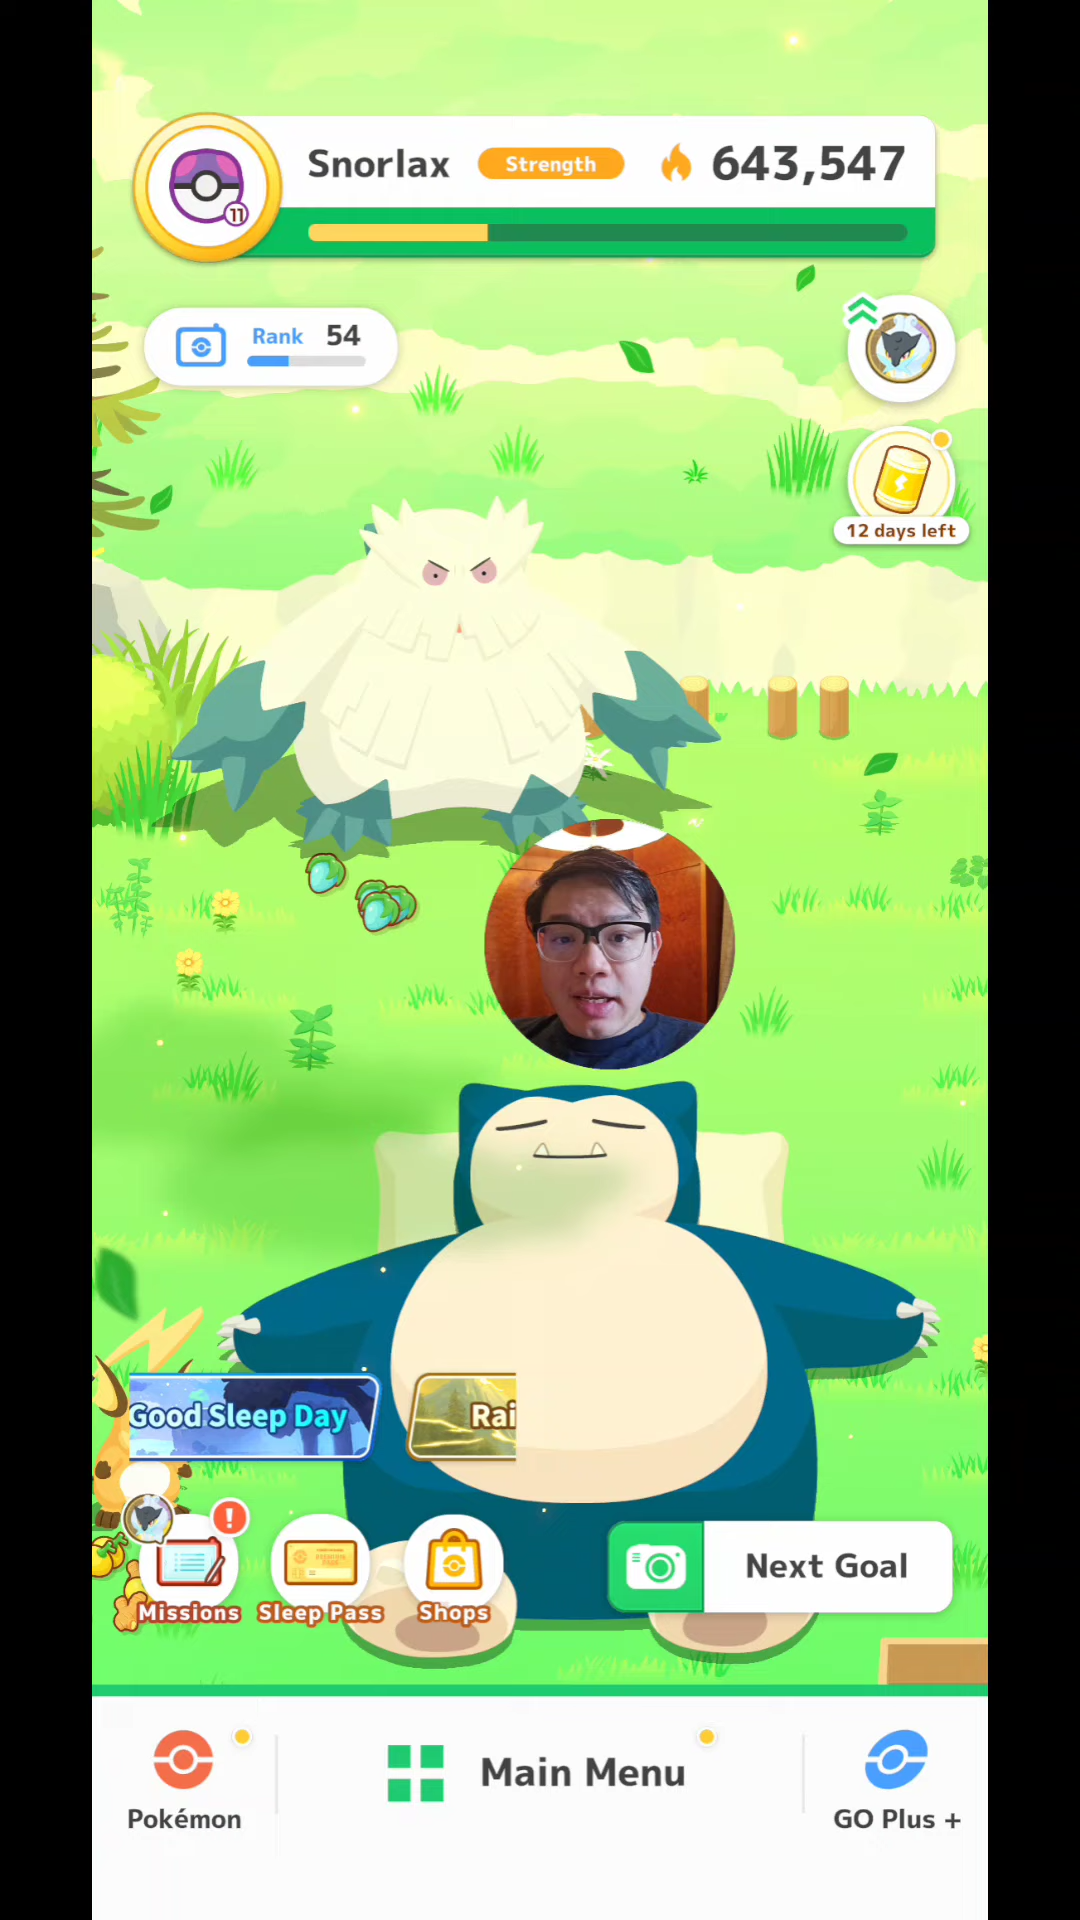 Snorlax Strength 643,547
11
Rank 54
12 days left
Good Sleep Day
Rai
Missions Sleep Pass Shops
Next Goal
Pokémon
Main Menu
GO Plus +